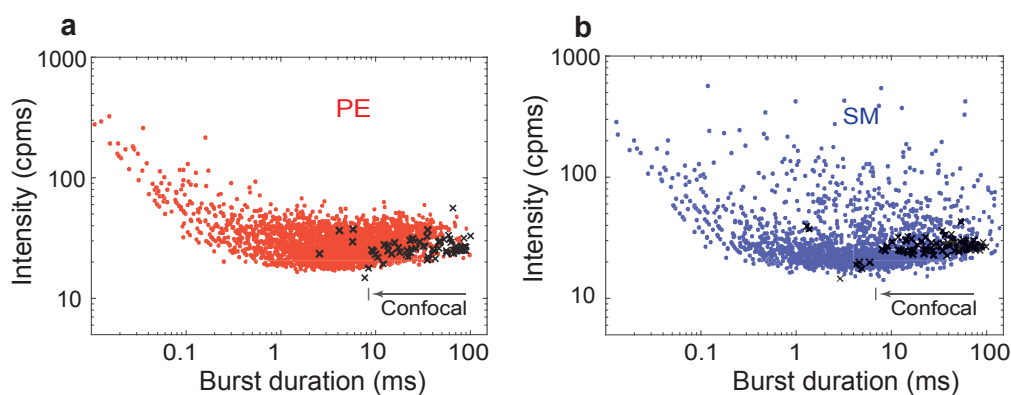 a
1000
100
10
Intensity (cpms)
PE
Confocal
0.1 1 10 100
Burst duration (ms)
b
1000
100
10
Intensity (cpms)
SM
Confocal
0.1 1 10 100
Burst duration (ms)